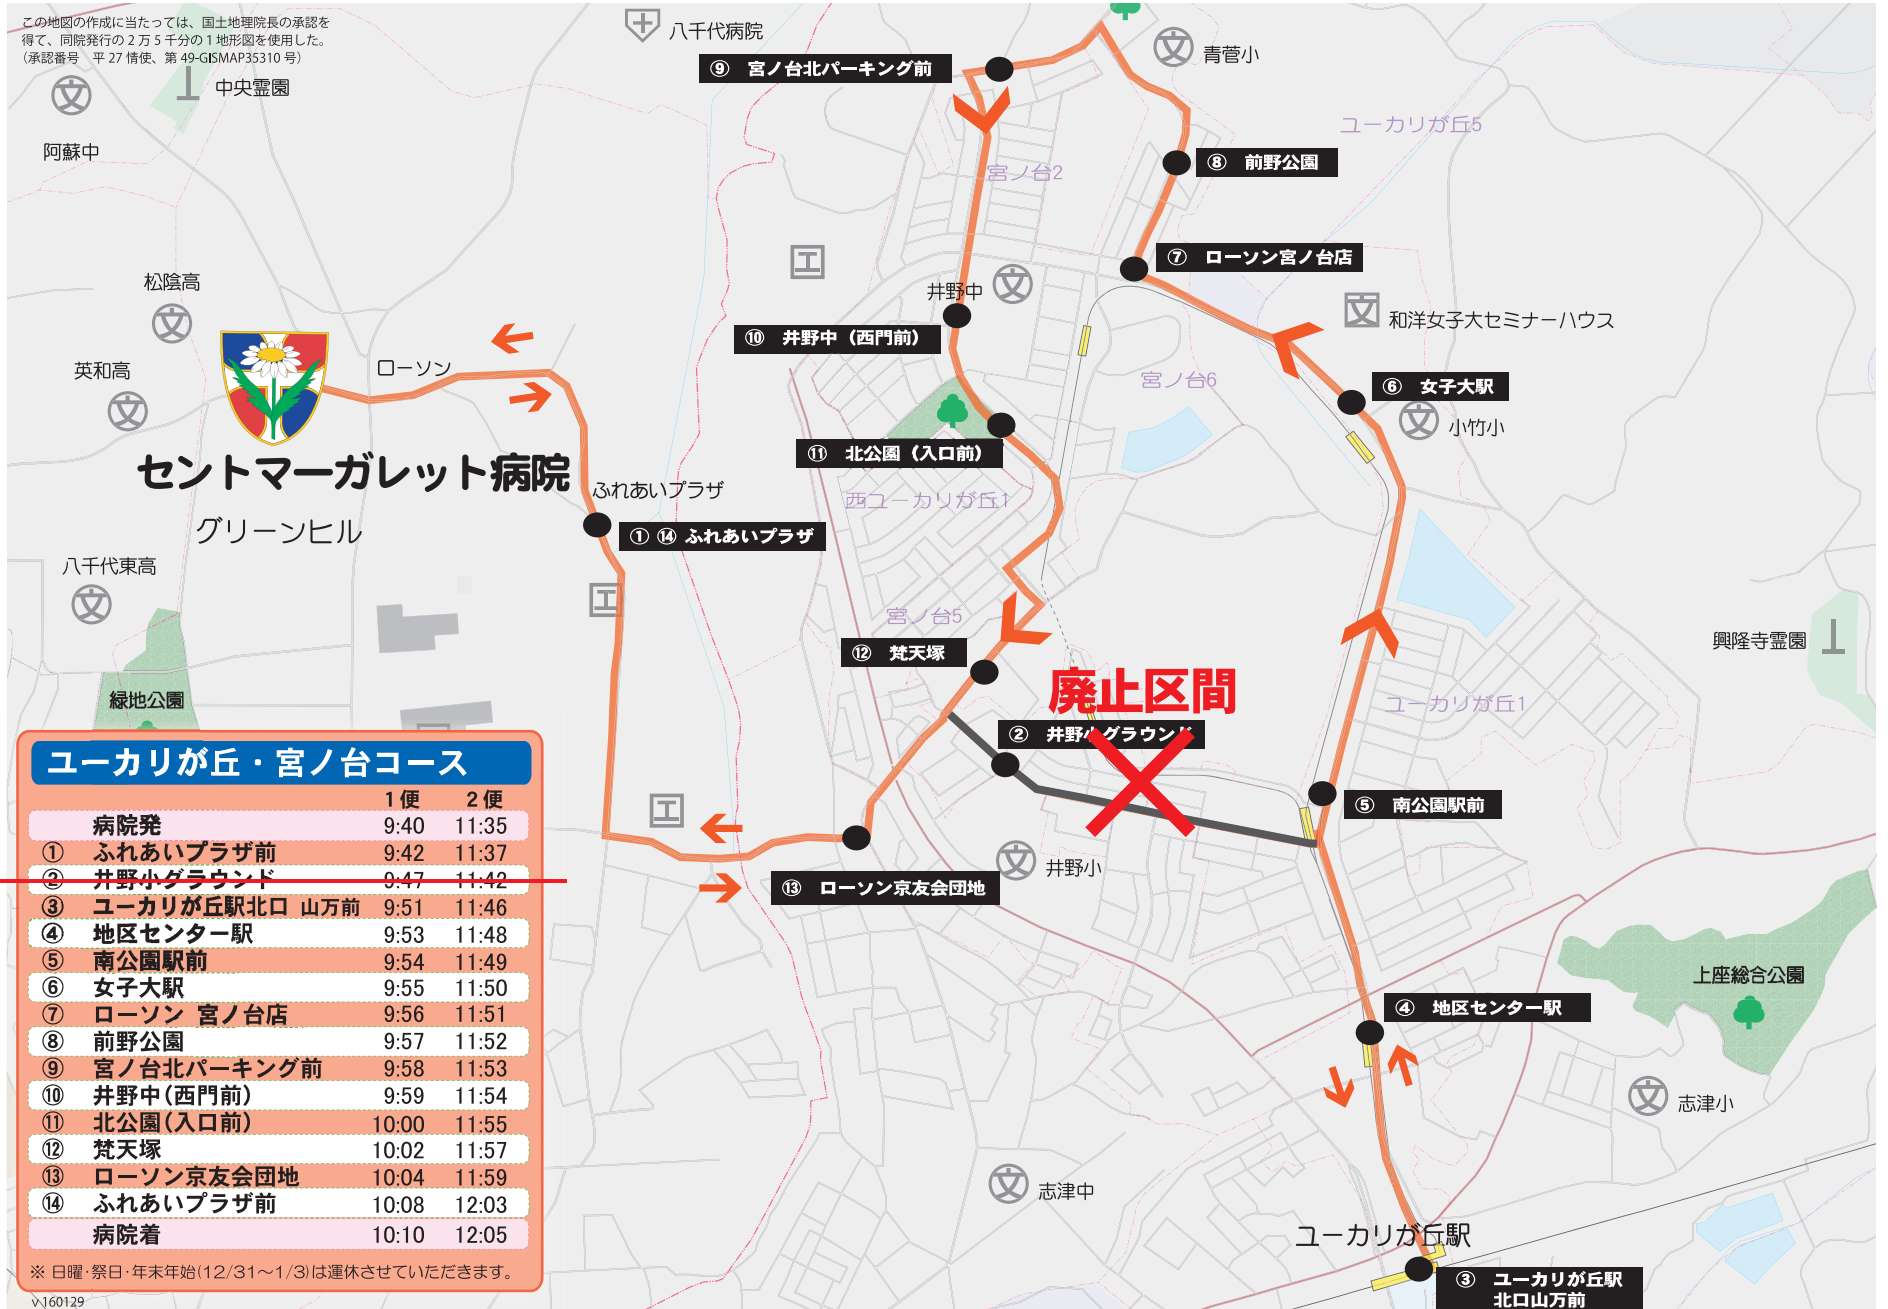 この地図の作成に当たっては、国土地理院長の承認を
得て、同院発行の2万5千分の1地形図を使用した。
（承認番号　平27情使、第49-GISMAP35310号）
八千代病院
青菅小
⑨ 宮ノ台北パーキング前
中央霊園
阿蘇中
ユーカリが丘5
⑧ 前野公園
宮ノ台2
⑦ ローソン宮ノ台店
松陰高
井野中
和洋女子大セミナーハウス
⑩ 井野中（西門前）
ローソン
英和高
宮ノ台6
⑥ 女子大駅
小竹小
⑪ 北公園（入口前）
セントマーガレット病院
ふれあいプラザ
西ユーカリが丘1
グリーンヒル
① ⑭ ふれあいプラザ
八千代東高
宮ノ台5
興隆寺霊園
⑫ 梵天塚
廃止区間
緑地公園
ユーカリが丘1
② 井野小グラウンド
⑤ 南公園駅前
井野小
⑬ ローソン京友会団地
上座総合公園
④ 地区センター駅
志津小
志津中
ユーカリが丘駅
③ ユーカリが丘駅
北口山万前
ユーカリが丘・宮ノ台コース
1便 2便
病院発 9:40 11:35
① ふれあいプラザ前 9:42 11:37
② 井野小グラウンド 9:47 11:42
③ ユーカリが丘駅北口 山万前 9:51 11:46
④ 地区センター駅 9:53 11:48
⑤ 南公園駅前 9:54 11:49
⑥ 女子大駅 9:55 11:50
⑦ ローソン 宮ノ台店 9:56 11:51
⑧ 前野公園 9:57 11:52
⑨ 宮ノ台北パーキング前 9:58 11:53
⑩ 井野中(西門前) 9:59 11:54
⑪ 北公園(入口前) 10:00 11:55
⑫ 梵天塚 10:02 11:57
⑬ ローソン京友会団地 10:04 11:59
⑭ ふれあいプラザ前 10:08 12:03
病院着 10:10 12:05
※ 日曜･祭日･年末年始(12/31～1/3)は運休させていただきます。
v.160129